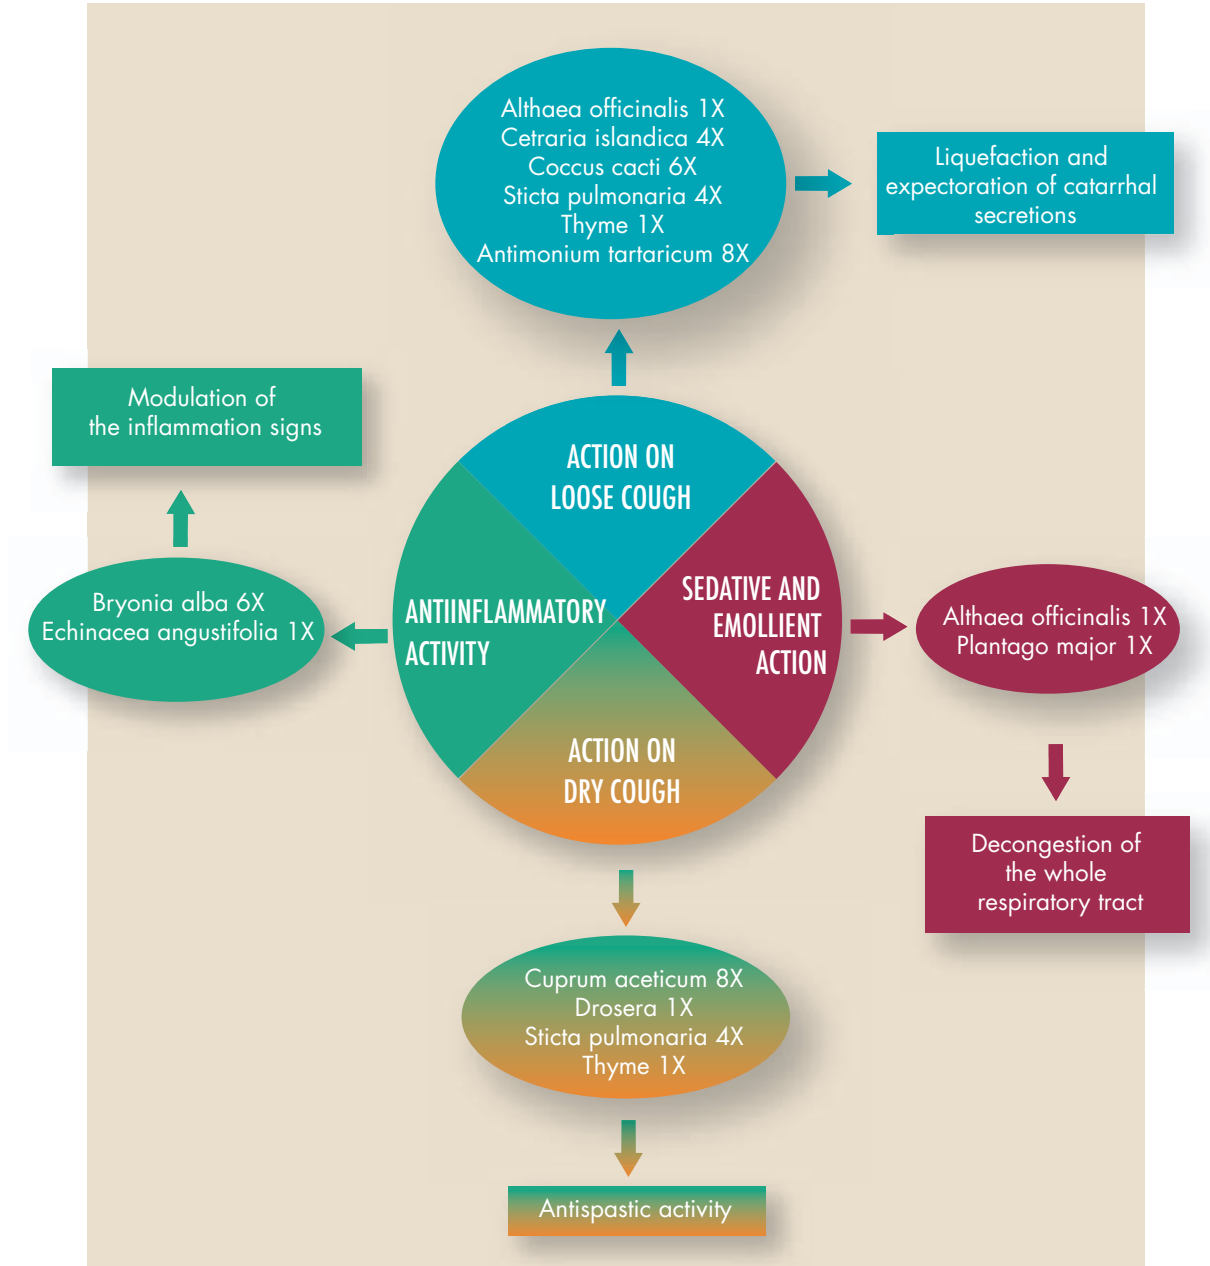 Althaea officinalis 1X
Cetraria islandica 4X
Coccus cacti 6X
Sticta pulmonaria 4X
Thyme 1X
Antimonium tartaricum 8X
Liquefaction and
expectoration of catarrhal
secretions
Modulation of
the inflammation signs
ACTION ON
LOOSE COUGH
Bryonia alba 6X
Echinacea angustifolia 1X
ANTIINFLAMMATORY
ACTIVITY
SEDATIVE AND
EMOLLIENT
ACTION
Althaea officinalis 1X
Plantago major 1X
ACTION ON
DRY COUGH
Decongestion of
the whole
respiratory tract
Cuprum aceticum 8X
Drosera 1X
Sticta pulmonaria 4X
Thyme 1X
Antispastic activity